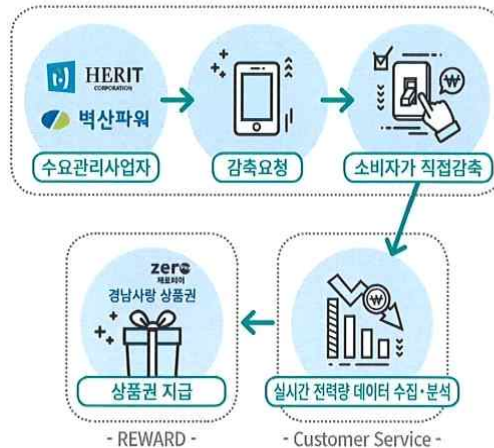 HERIT
CORPORATION
벽산파워
수요관리사업자
감축요청
₩
소비자가 직접감축
zero
제로페이
경남사랑 상품권
상품권 지급
₩
실시간 전력량 데이터 수집·분석
- REWARD -
- Customer Service -